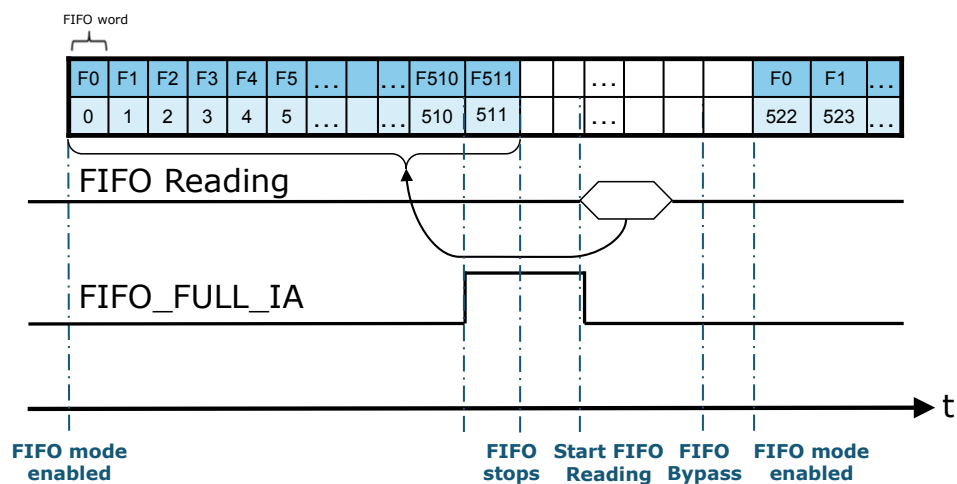 FIFO word
F0 F1 F2 F3 F4 F5 ... ... F510 F511 ... F0 F1 ...
0 1 2 3 4 5 ... ... 510 511 ... 522 523 ...
FIFO Reading
FIFO_FULL_IA
t
FIFO mode
enabled
FIFO
stops
Start FIFO
Reading
FIFO
Bypass
FIFO mode
enabled